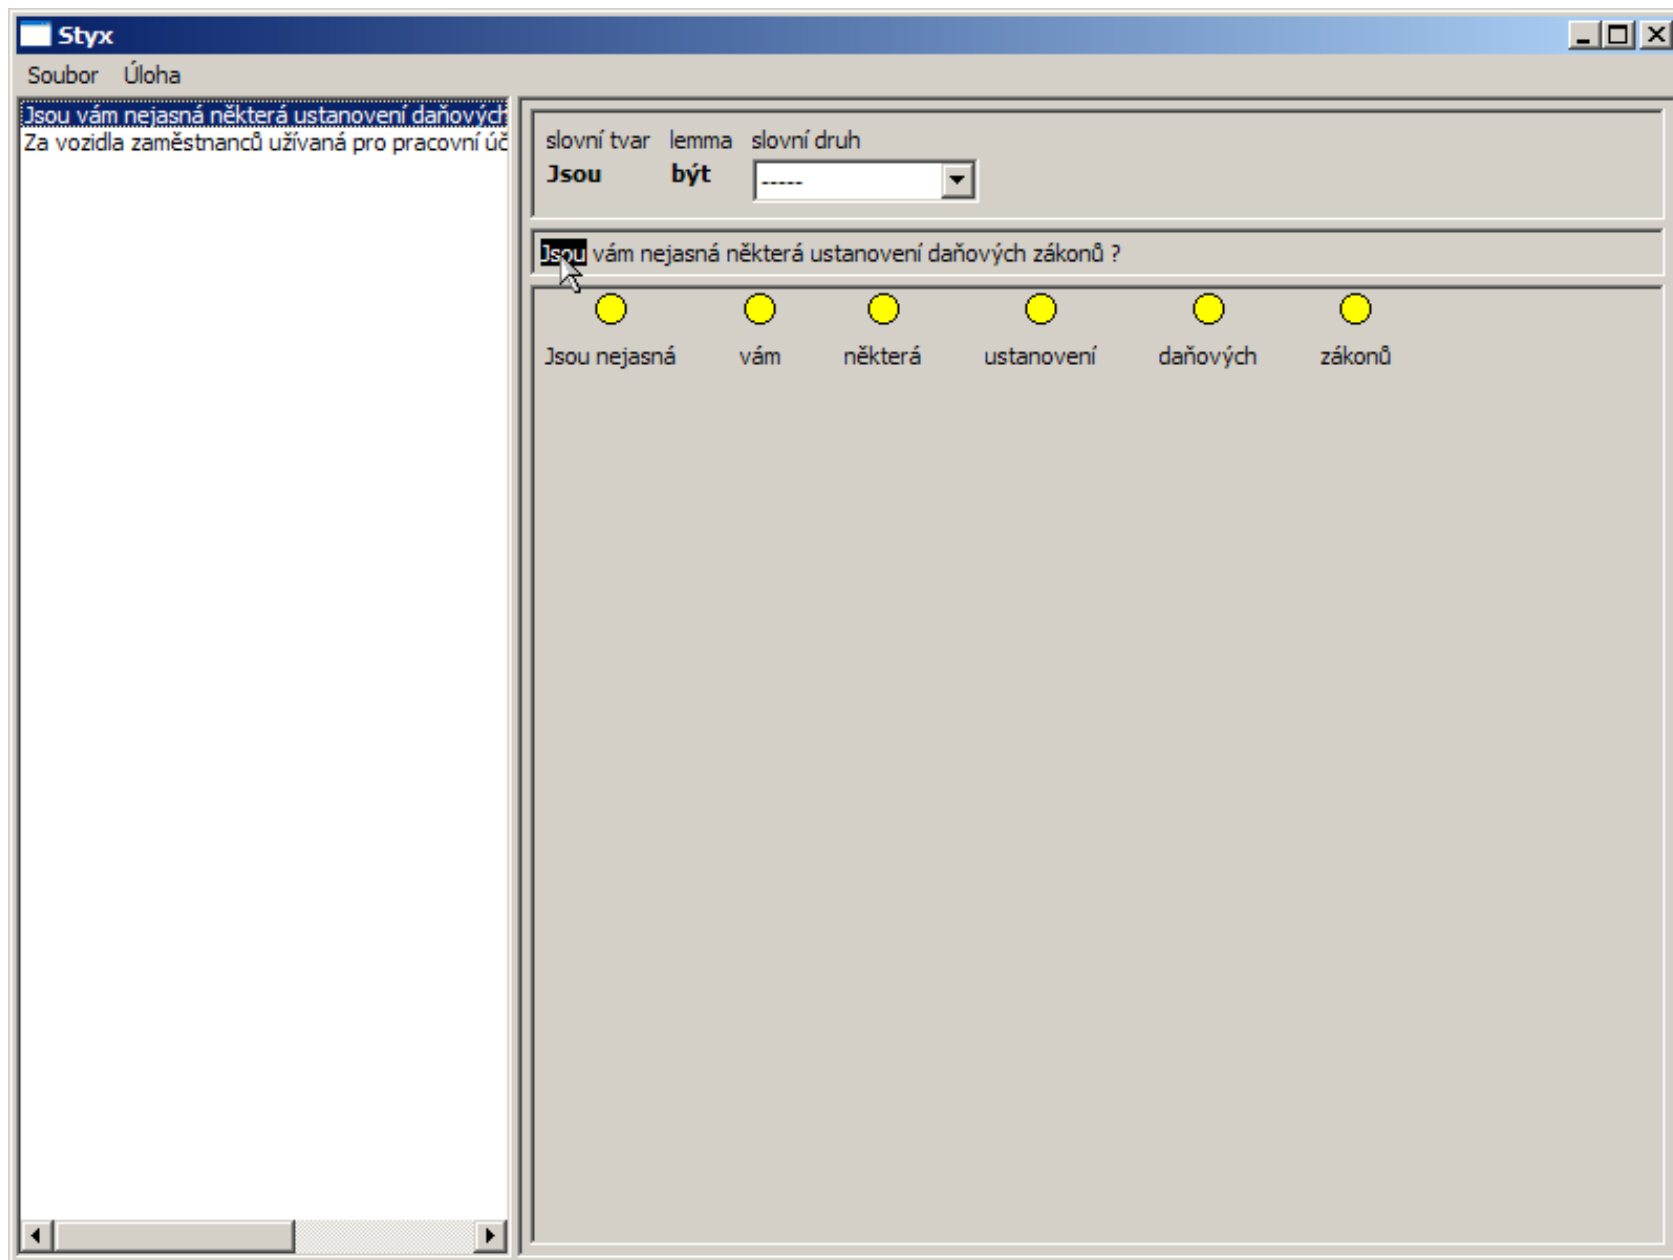 Styx
Soubor Úloha
Jsou vám nejasná některá ustanovení daňových
Za vozidla zaměstnanců užívaná pro pracovní úč
slovní tvar lemma slovní druh
Jsou být -----
Jsou vám nejasná některá ustanovení daňových zákonů ?
Jsou nejasná vám některá ustanovení daňových zákonů